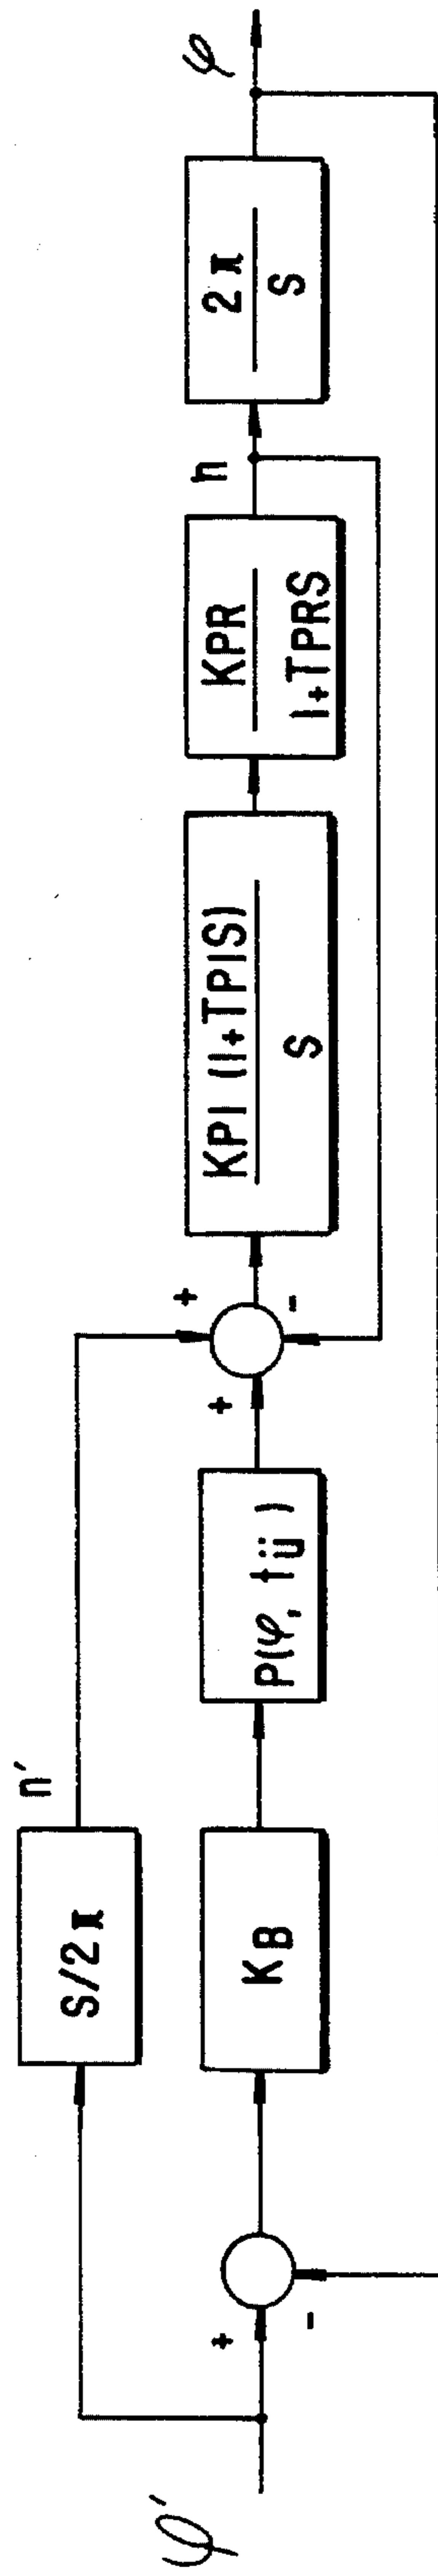 φ'
+
-
S/2π
n'
KB
P(φ, tü)
+
+
-
KPI (1+TPIS)
S
KPR
1+TPRS
n
2π
S
φ